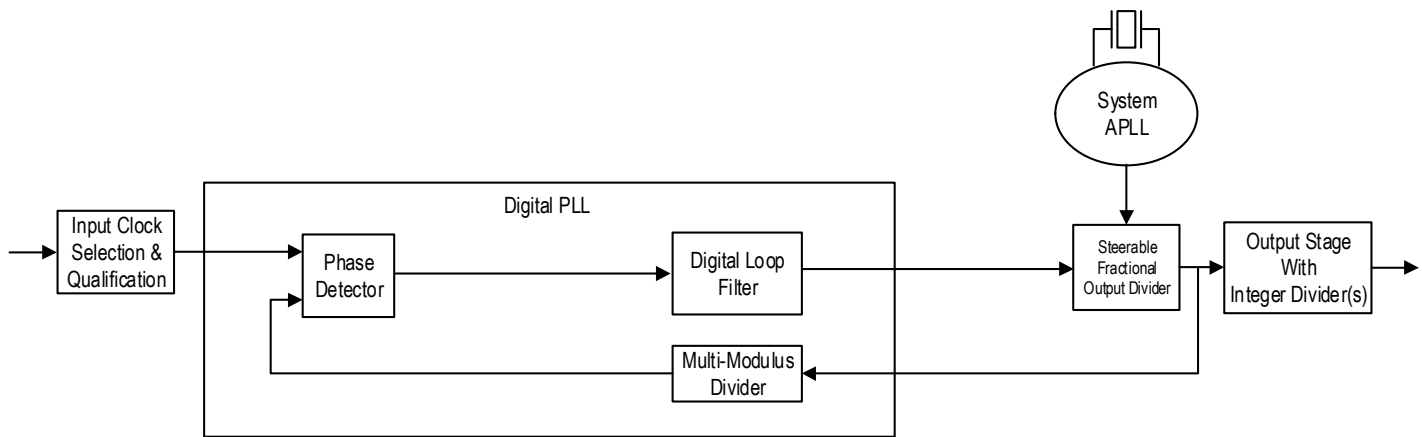 System
APLL
Digital PLL
Input Clock
Selection &
Qualification
Phase
Detector
Digital Loop
Filter
Steerable
Fractional
Output Divider
Output Stage
With
Integer Divider(s)
Multi-Modulus
Divider